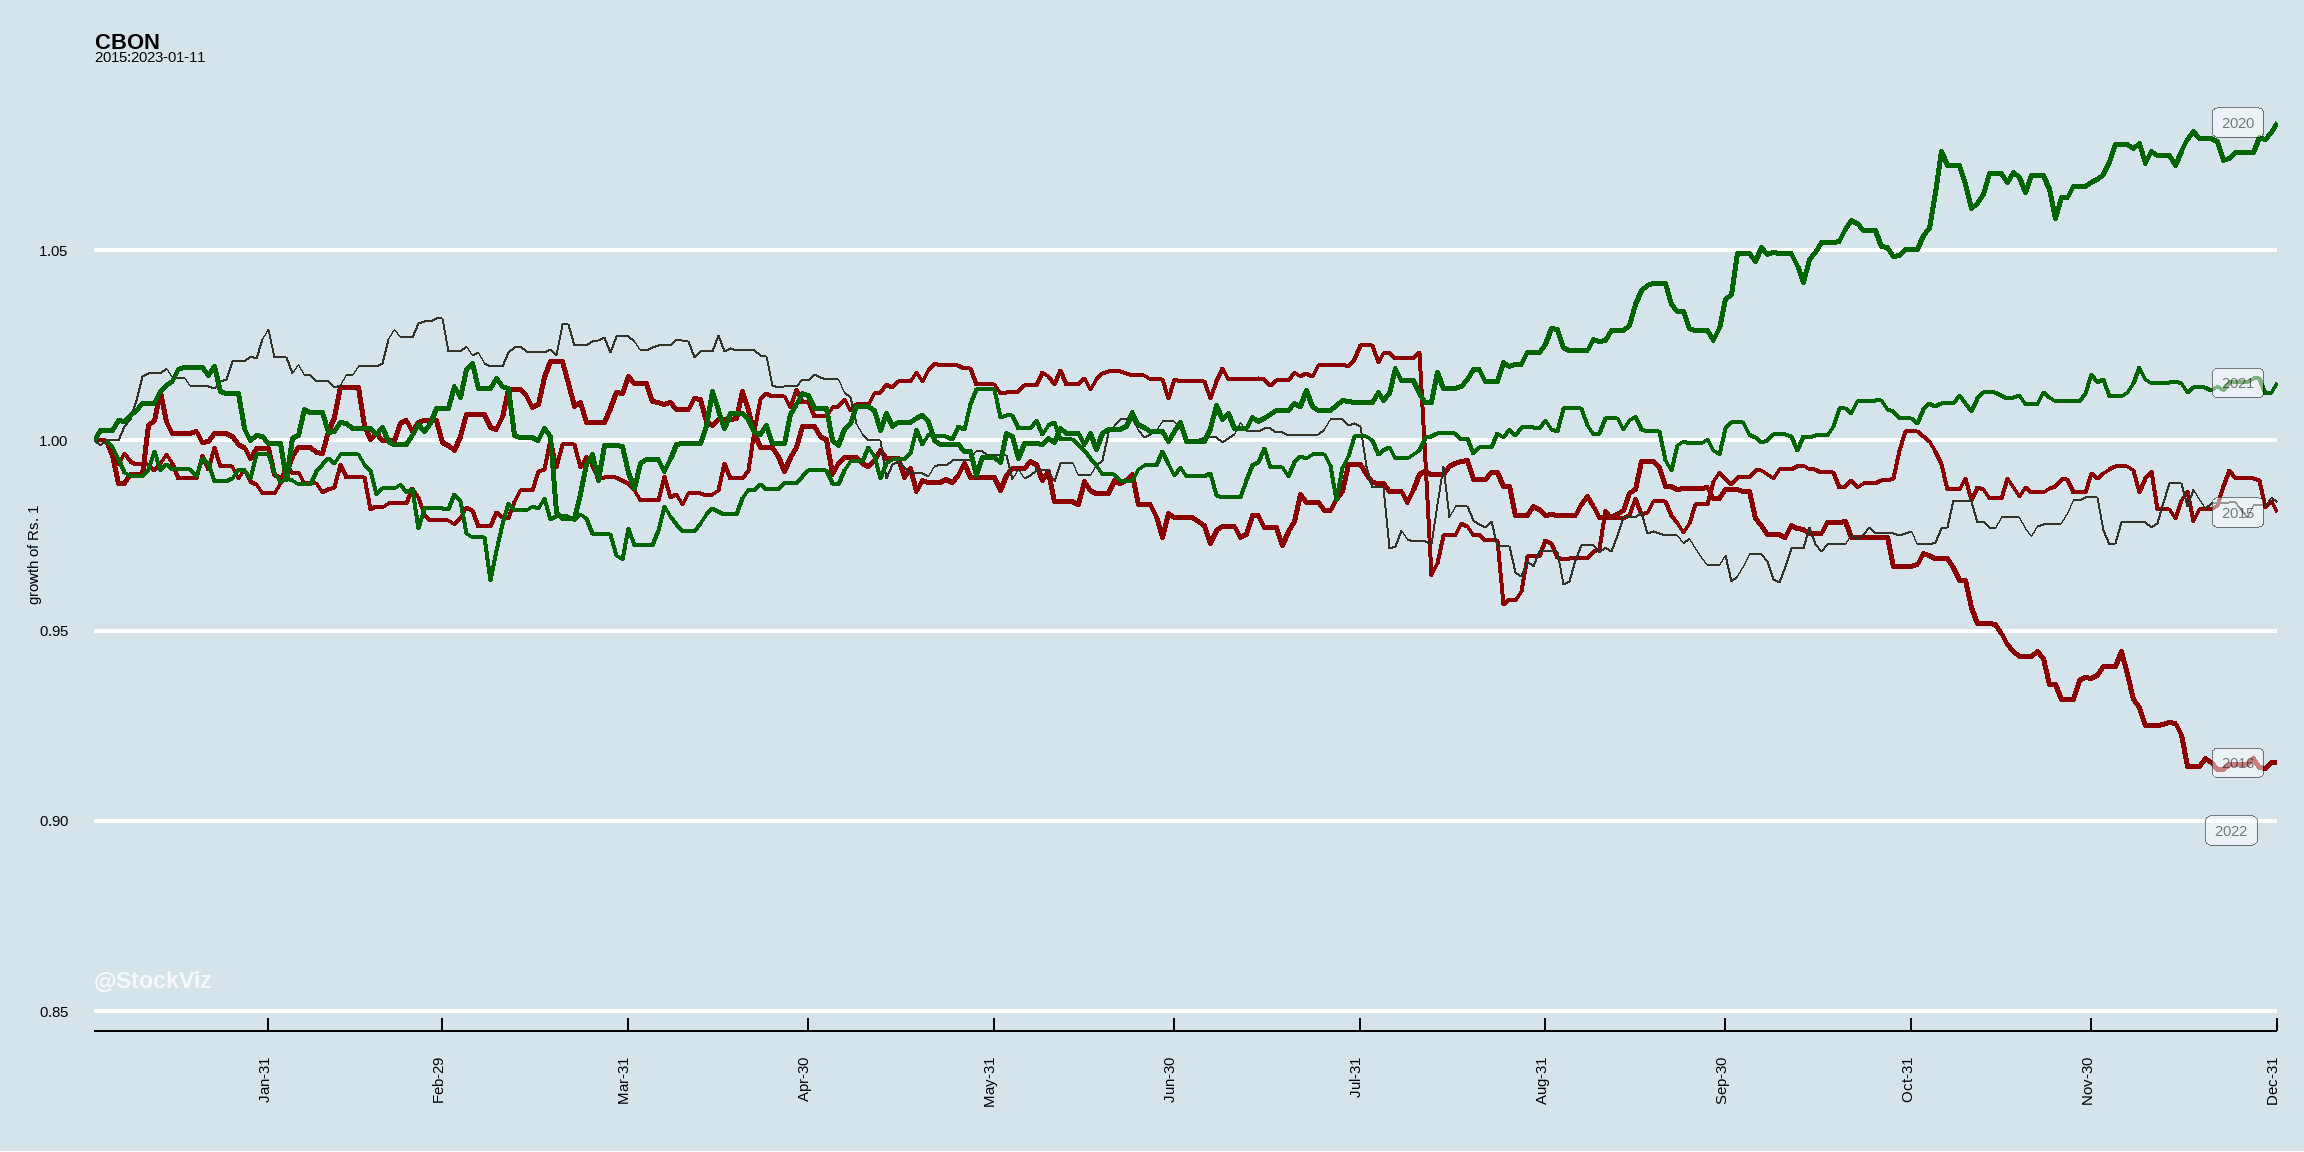 CBON
2015:2023-01-11
2020
1.05
2021
1.00
2015
growth of Rs. 1
0.95
2016
0.90
2022
@StockViz
0.85
Jan-31
Feb-29
Mar-31
Apr-30
May-31
Jun-30
Jul-31
Aug-31
Sep-30
Oct-31
Nov-30
Dec-31